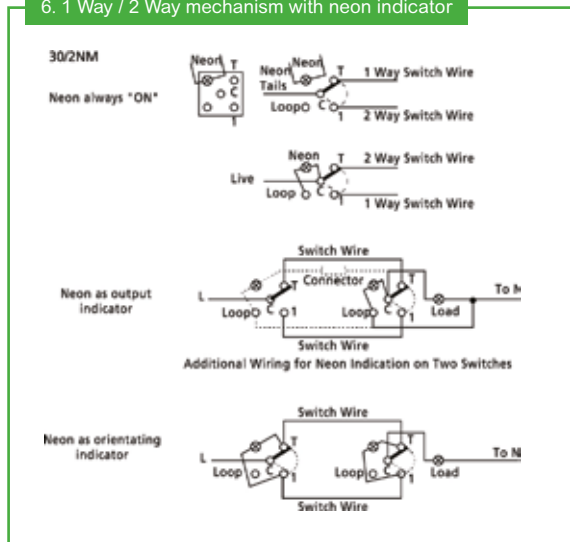 6. 1 Way / 2 Way mechanism with neon indicator
30/2NM
Neon always "ON"
Neon T
C
1
Neon Neon
Tails
T
1 Way Switch Wire
Loop C 1
2 Way Switch Wire
Neon T
2 Way Switch Wire
Live
Loop C 1
1 Way Switch Wire
Neon as output
indicator
Switch Wire
Connector
L
T
T
To
Loop C 1
Loop C 1
Load
Switch Wire
Additional Wiring for Neon Indication on Two Switches
Neon as orientating
indicator
Switch Wire
L
T
T
To N
Loop C 1
Loop C 1
Load
Switch Wire